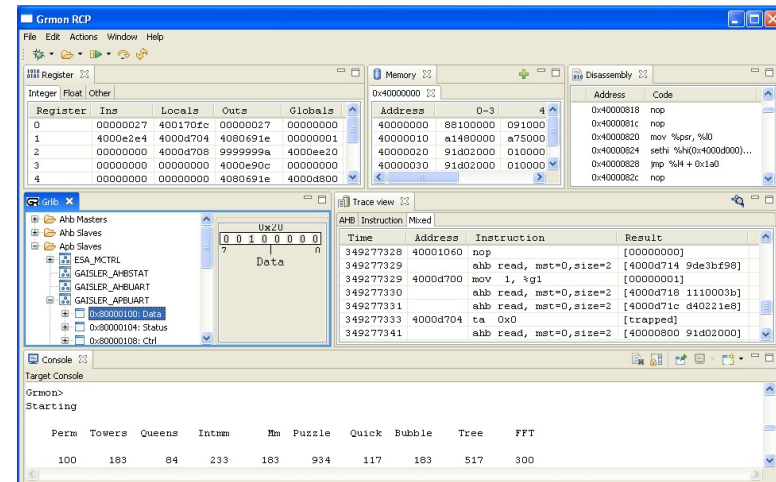 Grmon RCP
File Edit Actions Window Help
Register
Integer Float Other
Register Ins Locals Outs Globals
0 00000027 400170fc 00000027 00000000
1 4000e2e4 4000d704 4080691e 00000001
2 00000000 4000d708 9999999a 4000ee20
3 00000000 00000000 4000e90c 00000000
4 00000000 00000000 4080691e 4000d800
Memory
0x40000000
Address 0-3 4
40000000 88100000 091000
40000010 a1480000 a75000
40000020 91d02000 010000
40000030 91d02000 010000
Disassembly
Address Code
0x40000818 nop
0x4000081c nop
0x40000820 mov %psr, %l0
0x40000824 sethi %hi(0x4000d000)...
0x40000828 jmp %l4 + 0x1a0
0x4000082c nop
Grlib
Ahb Masters
Ahb Slaves
Apb Slaves
ESA_MCTRL
GAISLER_AHBSTAT
GAISLER_AHBUART
GAISLER_APBUART
0x80000100: Data
0x80000104: Status
0x80000108: Ctrl
0x20
0 0 1 0 0 0 0 0
7 0
Data
Trace view
AHB Instruction Mixed
Time Address Instruction Result
349277328 40001060 nop [00000000]
349277329 ahb read, mst=0,size=2 [4000d714 9de3bf98]
349277329 4000d700 mov 1, %g1 [00000001]
349277330 ahb read, mst=0,size=2 [4000d718 1110003b]
349277331 ahb read, mst=0,size=2 [4000d71c d40221e8]
349277333 4000d704 ta 0x0 [trapped]
349277341 ahb read, mst=0,size=2 [40000800 91d02000]
Console
Target Console
Grmon>
Starting
Perm Towers Queens Intmm Mm Puzzle Quick Bubble Tree FFT
100 183 84 233 183 934 117 183 517 300